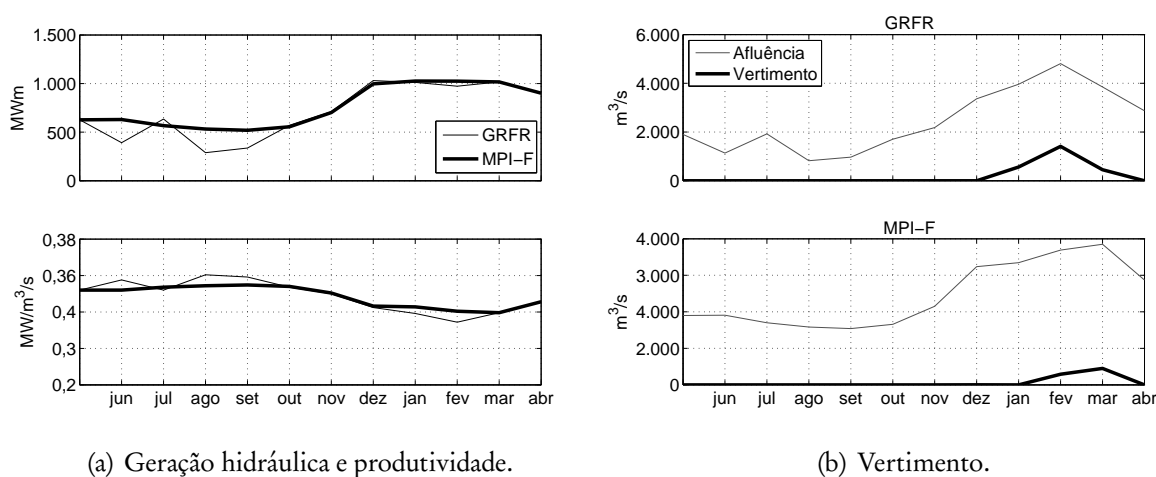 1.500
1.000
500
0
MWm
GRFR
MPI–F
0,38
0,36
0,4
0,3
0,2
MW/m³/s
jun jul ago set out nov dez jan fev mar abr
(a) Geração hidráulica e produtividade.
GRFR
6.000
4.000
2.000
0
m³/s
Afluência
Vertimento
MPI–F
4.000
3.000
4.000
2.000
0
m³/s
jun jul ago set out nov dez jan fev mar abr
(b) Vertimento.